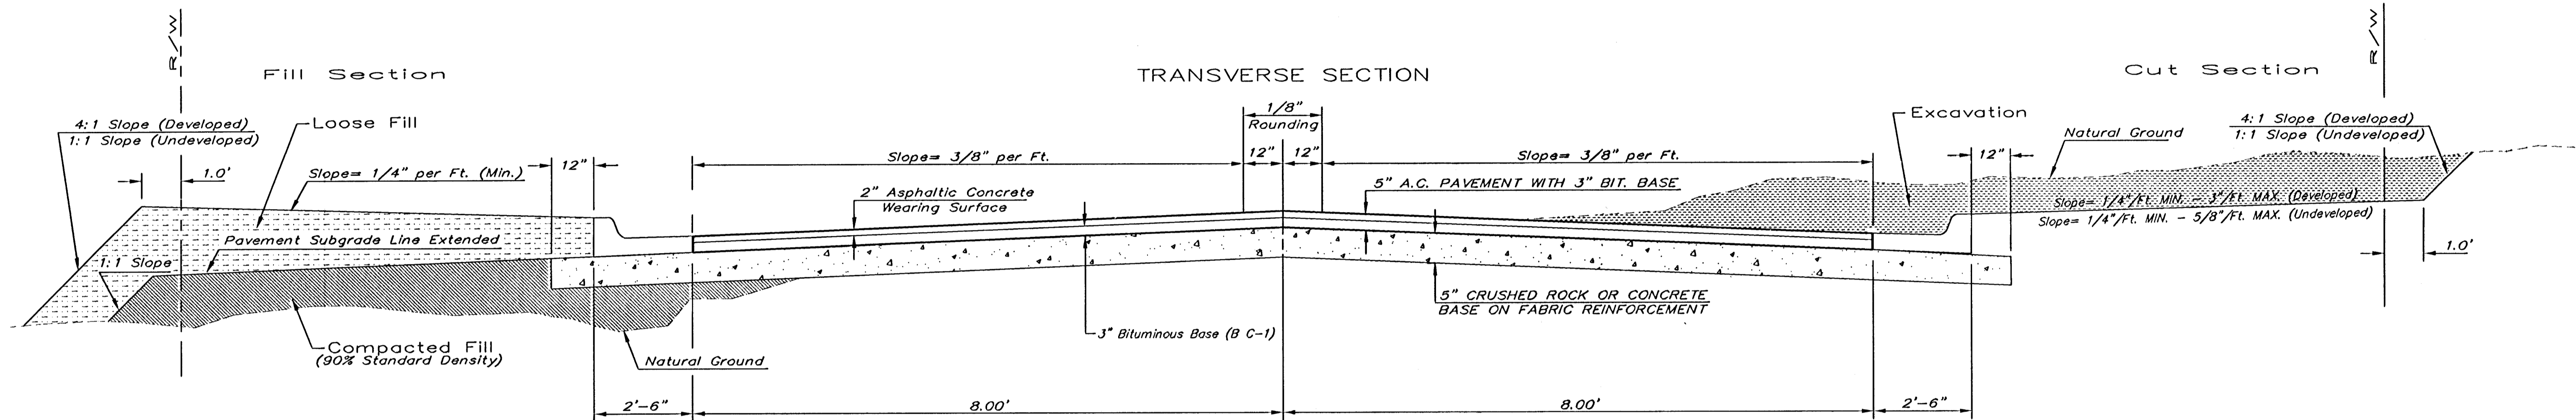 R/W
R/W
Fill Section
TRANSVERSE SECTION
Cut Section
1/8"
Rounding
4:1 Slope (Developed)
1:1 Slope (Undeveloped)
Loose Fill
Excavation
Natural Ground
4:1 Slope (Developed)
1:1 Slope (Undeveloped)
12"
Slope= 3/8" per Ft.
12"
12"
Slope= 3/8" per Ft.
12"
1.0'
Slope= 1/4" per Ft. (Min.)
2" Asphaltic Concrete
Wearing Surface
5" A.C. PAVEMENT WITH 3" BIT. BASE
Slope= 1/4"/Ft. MIN. - 3"/Ft. MAX. (Developed)
Slope= 1/4"/Ft. MIN. - 5/8"/Ft. MAX. (Undeveloped)
Pavement Subgrade Line Extended
1:1 Slope
1.0'
5" CRUSHED ROCK OR CONCRETE
BASE ON FABRIC REINFORCEMENT
3" Bituminous Base (B C-1)
Compacted Fill
(90% Standard Density)
Natural Ground
2'-6"
8.00'
8.00'
2'-6"